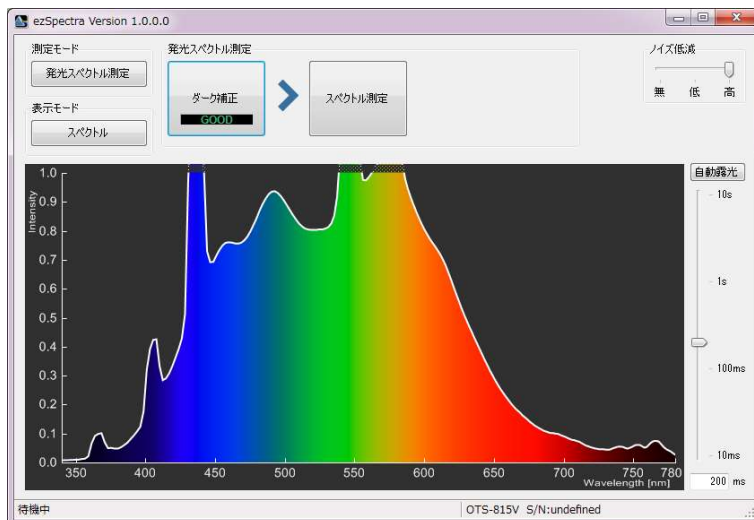 ezSpectra Version 1.0.0.0
測定モード
発光スペクトル測定
表示モード
スペクトル
発光スペクトル測定
ダーク補正
GOOD
スペクトル測定
ノイズ低減
無 低 高
自動露光
10s
1s
100ms
10ms
200 ms
Intensity
1.0
0.9
0.8
0.7
0.6
0.5
0.4
0.3
0.2
0.1
0.0
350 400 450 500 550 600 650 700 750 780
Wavelength [nm]
待機中
OTS-815V S/N:undefined